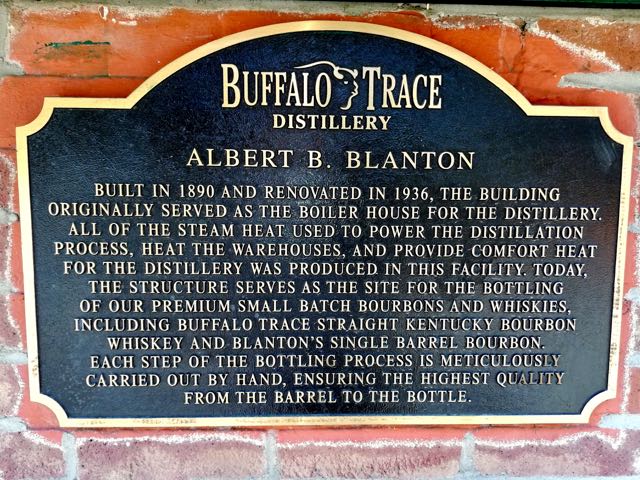 BUFFALO TRACE
DISTILLERY
ALBERT B. BLANTON
BUILT IN 1890 AND RENOVATED IN 1936, THE BUILDING
ORIGINALLY SERVED AS THE BOILER HOUSE FOR THE DISTILLERY.
ALL OF THE STEAM HEAT USED TO POWER THE DISTILLATION
PROCESS, HEAT THE WAREHOUSES, AND PROVIDE COMFORT HEAT
FOR THE DISTILLERY WAS PRODUCED IN THIS FACILITY. TODAY,
THE STRUCTURE SERVES AS THE SITE FOR THE BOTTLING
OF OUR PREMIUM SMALL BATCH BOURBONS AND WHISKIES,
INCLUDING BUFFALO TRACE STRAIGHT KENTUCKY BOURBON
WHISKEY AND BLANTON'S SINGLE BARREL BOURBON.
EACH STEP OF THE BOTTLING PROCESS IS METICULOUSLY
CARRIED OUT BY HAND, ENSURING THE HIGHEST QUALITY
FROM THE BARREL TO THE BOTTLE.